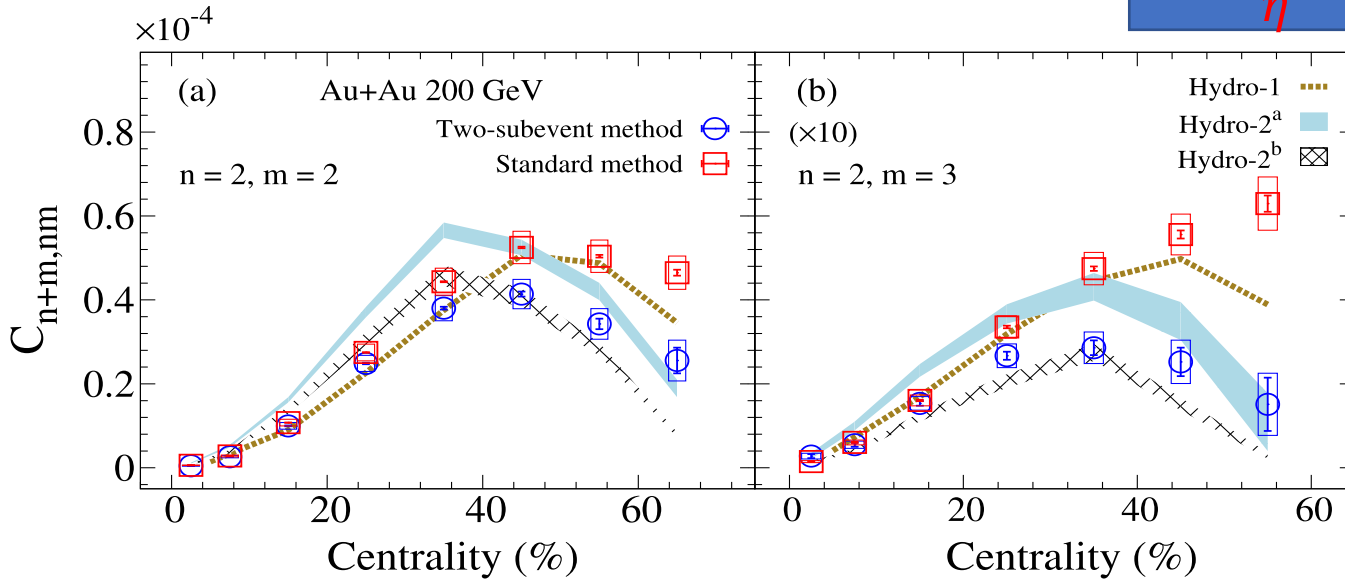 ×10⁻⁴
η
(a) Au+Au 200 GeV
Two-subevent method
Standard method
n = 2, m = 2
(b)
(×10)
n = 2, m = 3
Hydro-1
Hydro-2ᵃ
Hydro-2ᵇ
0.8
0.6
0.4
0.2
0
Cₙ₊ₘ,ₙₘ
0 20 40 60
0 20 40 60
Centrality (%)
Centrality (%)